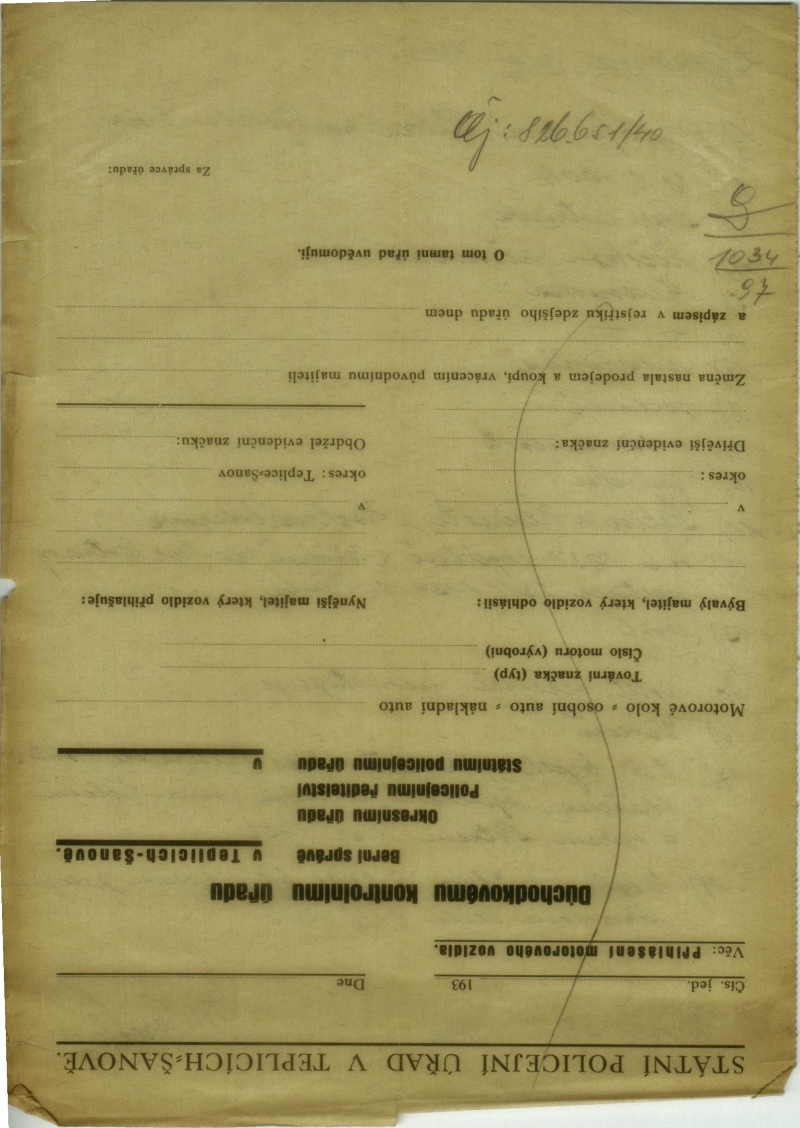 STÁTNÍ POLICEJNÍ ÚŘAD V TEPLICÍCH-ŠANOVĚ.
Čís. jed. 193
Dne
Věc: Přihlášení motorového vozidla.
Důchodkovému kontrolnímu úřadu
Berní správě v Teplicích-Šanově.
Okresnímu úřadu
Policejnímu ředitelství
Státnímu policejnímu úřadu v
Motorové kolo - osobní auto - nákladní auto
Tovární značka (typ)
Číslo motoru (výrobní)
Bývalý majitel, který vozidlo odhlásil:
Nynější majitel, který vozidlo přihlašuje:
v
v
okres:
okres: Teplice-Šanov
Dřívější evidenční značka:
Obdržel evidenční značku:
Změna nastala prodejem a koupí, vrácením původnímu majiteli
a zápisem v rejstříku zdejšího úřadu dnem
O tom tamní úřad uvědomuji.
Za správce úřadu:
Čj: 826651/40
1034
97